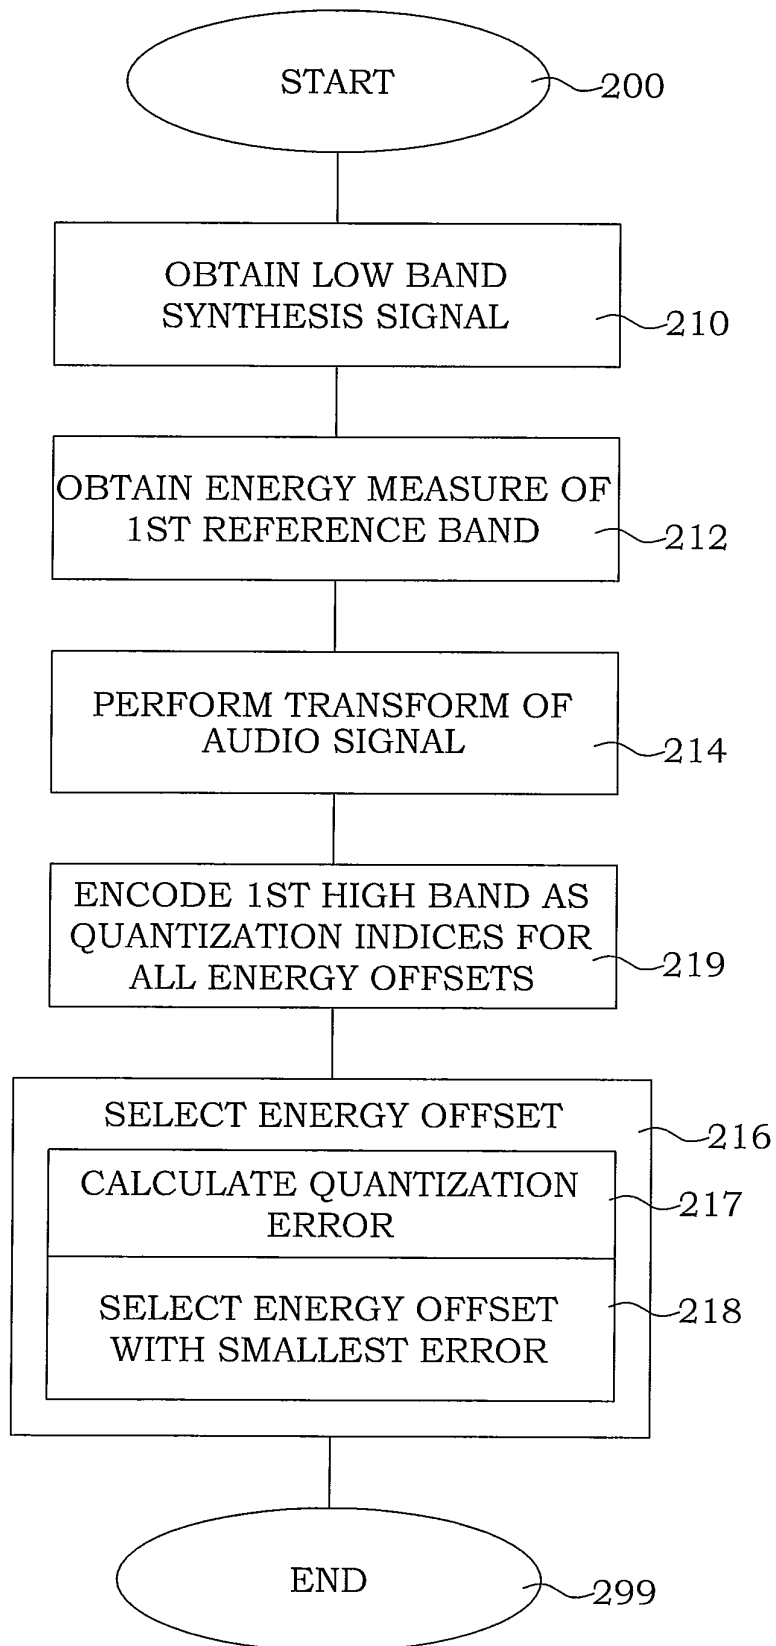 START
200
OBTAIN LOW BAND
SYNTHESIS SIGNAL
210
OBTAIN ENERGY MEASURE OF
1ST REFERENCE BAND
212
PERFORM TRANSFORM OF
AUDIO SIGNAL
214
ENCODE 1ST HIGH BAND AS
QUANTIZATION INDICES FOR
ALL ENERGY OFFSETS
219
SELECT ENERGY OFFSET
216
CALCULATE QUANTIZATION
ERROR
217
SELECT ENERGY OFFSET
WITH SMALLEST ERROR
218
END
299